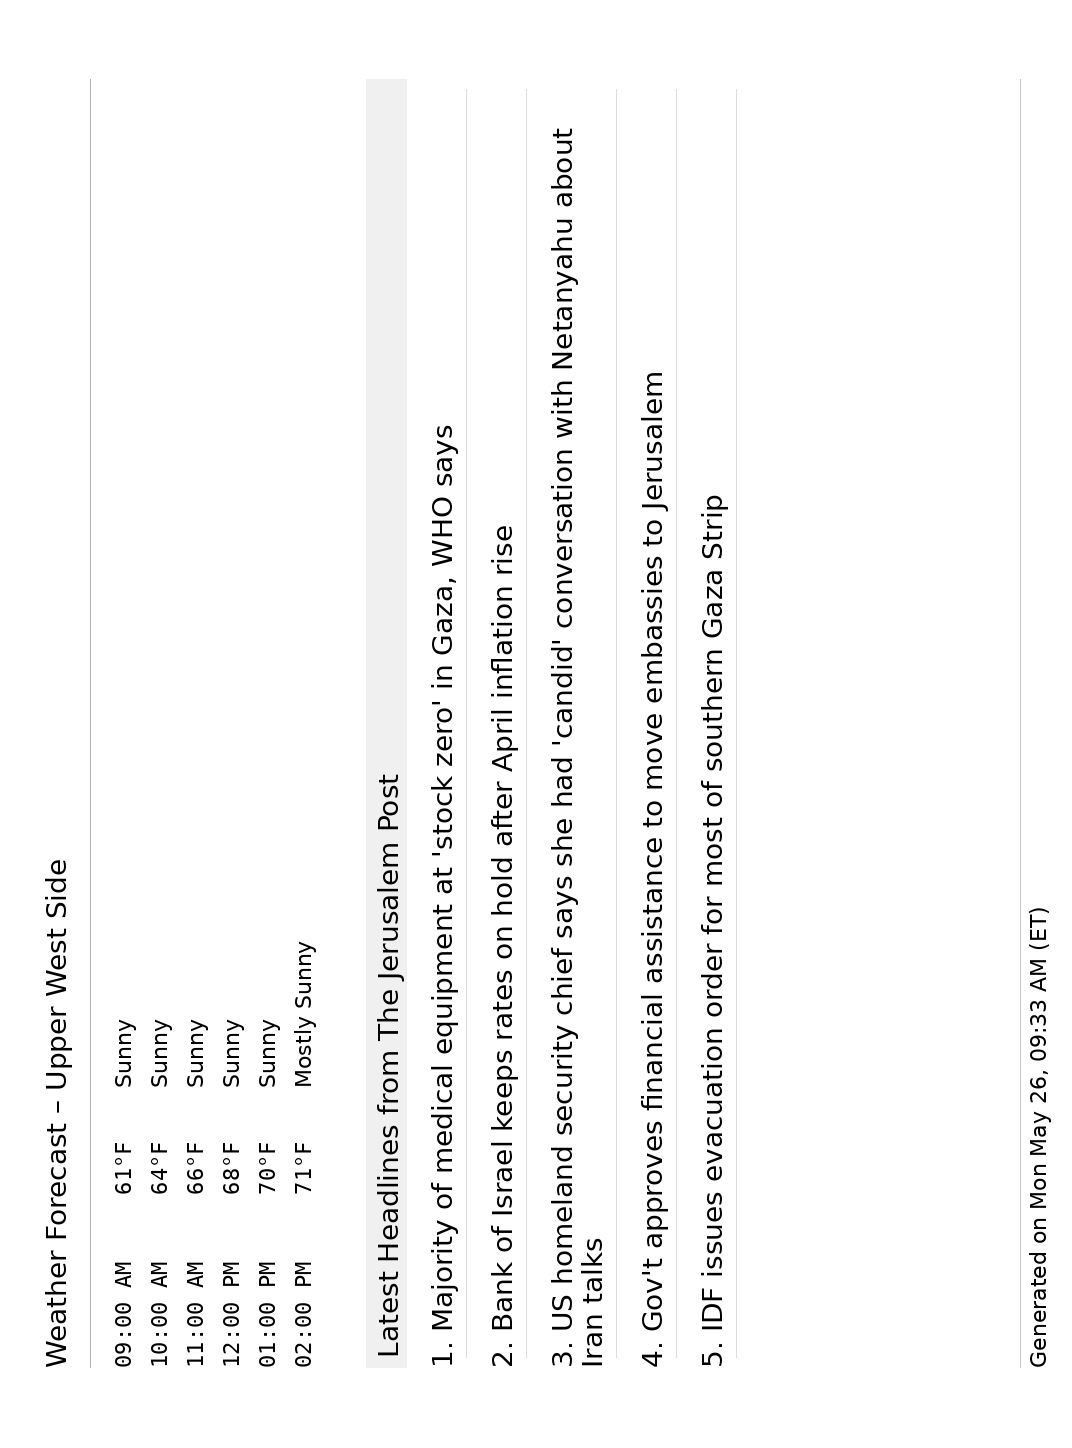 Weather Forecast – Upper West Side
09:00 AM 61°F Sunny
10:00 AM 64°F Sunny
11:00 AM 66°F Sunny
12:00 PM 68°F Sunny
01:00 PM 70°F Sunny
02:00 PM 71°F Mostly Sunny
Latest Headlines from The Jerusalem Post
1. Majority of medical equipment at 'stock zero' in Gaza, WHO says
2. Bank of Israel keeps rates on hold after April inflation rise
3. US homeland security chief says she had 'candid' conversation with Netanyahu about
Iran talks
4. Gov't approves financial assistance to move embassies to Jerusalem
5. IDF issues evacuation order for most of southern Gaza Strip
Generated on Mon May 26, 09:33 AM (ET)